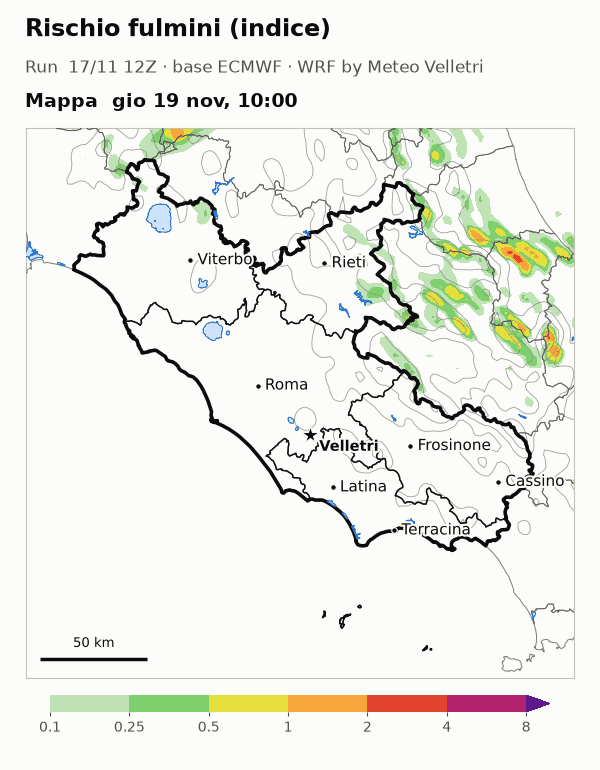 Rischio fulmini (indice)
Run  17/11 12Z · base ECMWF · WRF by Meteo Velletri
Mappa  gio 19 nov, 10:00
Viterbo
Rieti
Roma
Velletri
Frosinone
Cassino
Latina
Terracina
50 km
0.1 0.25 0.5 1 2 4 8